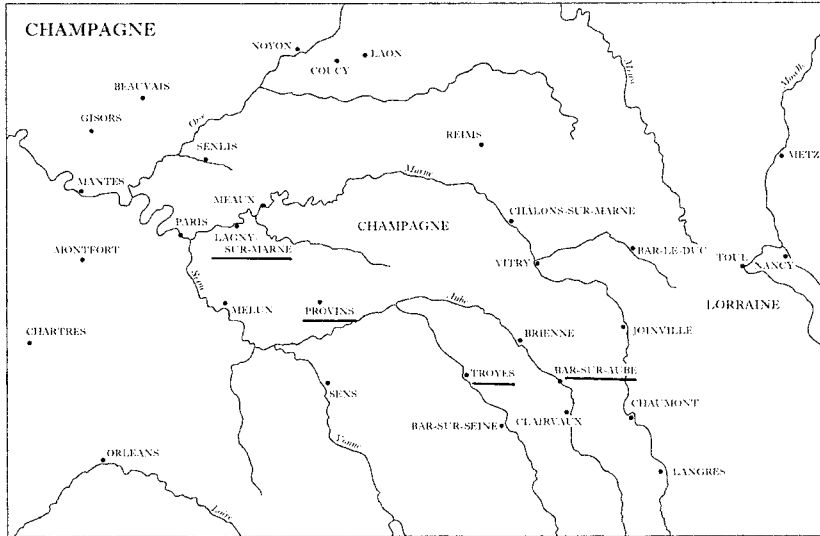 CHAMPAGNE
NOYON
LAON
COUCY
BEAUVAIS
GISORS
Oise
SENLIS
REIMS
Meuse
Moselle
METZ
MANTES
MEAUX
Marne
PARIS
LAGNY-
SUR-MARNE
CHAMPAGNE
CHÂLONS-SUR-MARNE
MONTFORT
VITRY
BAR-LE-DUC
TOUL
NANCY
Seine
MELUN
PROVINS
Aube
LORRAINE
CHARTRES
BRIENNE
JOINVILLE
TROYES
BAR-SUR-AUBE
SENS
CHAUMONT
BAR-SUR-SEINE
CLAIRVAUX
Yonne
ORLEANS
LANGRES
Loire